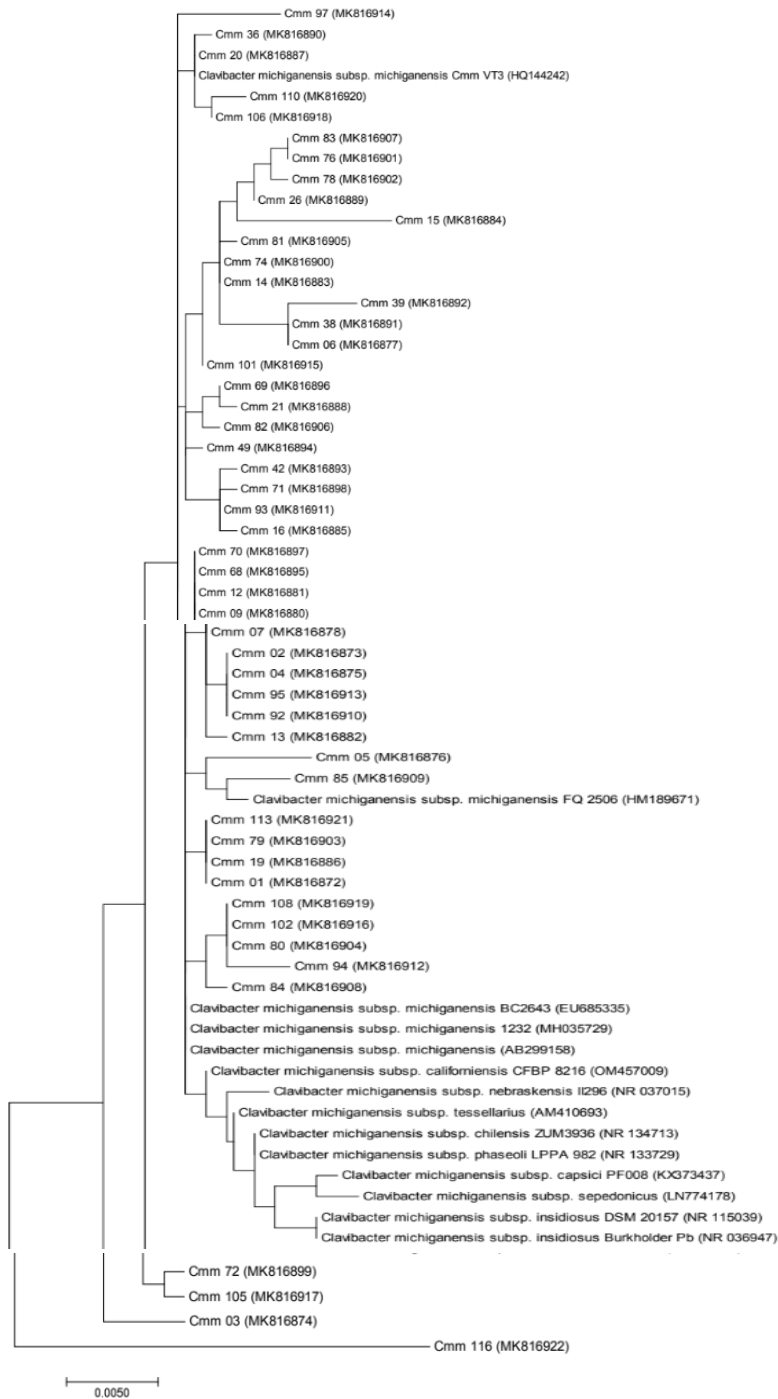 Cmm 97 (MK816914)
Cmm 36 (MK816890)
Cmm 20 (MK816887)
Clavibacter michiganensis subsp. michiganensis Cmm VT3 (HQ144242)
Cmm 110 (MK816920)
Cmm 106 (MK816918)
Cmm 83 (MK816907)
Cmm 76 (MK816901)
Cmm 78 (MK816902)
Cmm 26 (MK816889)
Cmm 15 (MK816884)
Cmm 81 (MK816905)
Cmm 74 (MK816900)
Cmm 14 (MK816883)
Cmm 39 (MK816892)
Cmm 38 (MK816891)
Cmm 06 (MK816877)
Cmm 101 (MK816915)
Cmm 69 (MK816896
Cmm 21 (MK816888)
Cmm 82 (MK816906)
Cmm 49 (MK816894)
Cmm 42 (MK816893)
Cmm 71 (MK816898)
Cmm 93 (MK816911)
Cmm 16 (MK816885)
Cmm 70 (MK816897)
Cmm 68 (MK816895)
Cmm 12 (MK816881)
Cmm 09 (MK816880)
Cmm 07 (MK816878)
Cmm 02 (MK816873)
Cmm 04 (MK816875)
Cmm 95 (MK816913)
Cmm 92 (MK816910)
Cmm 13 (MK816882)
Cmm 05 (MK816876)
Cmm 85 (MK816909)
Clavibacter michiganensis subsp. michiganensis FQ 2506 (HM189671)
Cmm 113 (MK816921)
Cmm 79 (MK816903)
Cmm 19 (MK816886)
Cmm 01 (MK816872)
Cmm 108 (MK816919)
Cmm 102 (MK816916)
Cmm 80 (MK816904)
Cmm 94 (MK816912)
Cmm 84 (MK816908)
Clavibacter michiganensis subsp. michiganensis BC2643 (EU685335)
Clavibacter michiganensis subsp. michiganensis 1232 (MH035729)
Clavibacter michiganensis subsp. michiganensis (AB299158)
Clavibacter michiganensis subsp. californiensis CFBP 8216 (OM457009)
Clavibacter michiganensis subsp. nebraskensis II296 (NR 037015)
Clavibacter michiganensis subsp. tessellarius (AM410693)
Clavibacter michiganensis subsp. chilensis ZUM3936 (NR 134713)
Clavibacter michiganensis subsp. phaseoli LPPA 982 (NR 133729)
Clavibacter michiganensis subsp. capsici PF008 (KX373437)
Clavibacter michiganensis subsp. sepedonicus (LN774178)
Clavibacter michiganensis subsp. insidiosus DSM 20157 (NR 115039)
Clavibacter michiganensis subsp. insidiosus Burkholder Pb (NR 036947)
Cmm 72 (MK816899)
Cmm 105 (MK816917)
Cmm 03 (MK816874)
Cmm 116 (MK816922)
0.0050